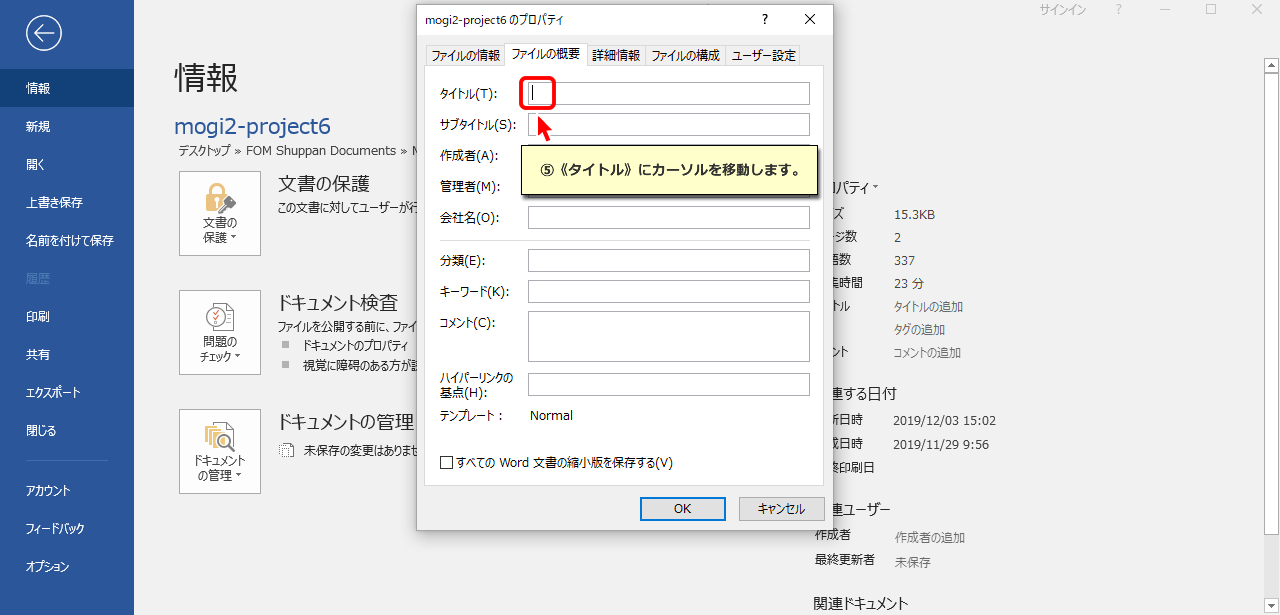 サインイン
mogi2-project6 のプロパティ
ファイルの情報
ファイルの概要
詳細情報
ファイルの構成
ユーザー設定
タイトル(T):
サブタイトル(S):
作成者(A):
管理者(M):
会社名(O):
分類(E):
キーワード(K):
コメント(C):
ハイパーリンクの
基点(H):
テンプレート： Normal
すべての Word 文書の縮小版を保存する(V)
OK
キャンセル
⑤《タイトル》にカーソルを移動します。
情報
新規
開く
上書き保存
名前を付けて保存
履歴
印刷
共有
エクスポート
閉じる
アカウント
フィードバック
オプション
情報
mogi2-project6
デスクトップ » FOM Shuppan Documents »
文書の
保護
文書の保護
この文書に対してユーザーが行
問題の
チェック
ドキュメント検査
ファイルを公開する前に、ファイ
ドキュメントのプロパティ
視覚に障碍のある方が
ドキュメント
の管理
ドキュメントの管理
未保存の変更はありませ
パティ
ズ 15.3KB
ジ数 2
数 337
時間 23 分
トル タイトルの追加
タグの追加
ント コメントの追加
する日付
日時 2019/12/03 15:02
日時 2019/11/29 9:56
印刷日
ユーザー
作成者 作成者の追加
最終更新者 未保存
関連ドキュメント